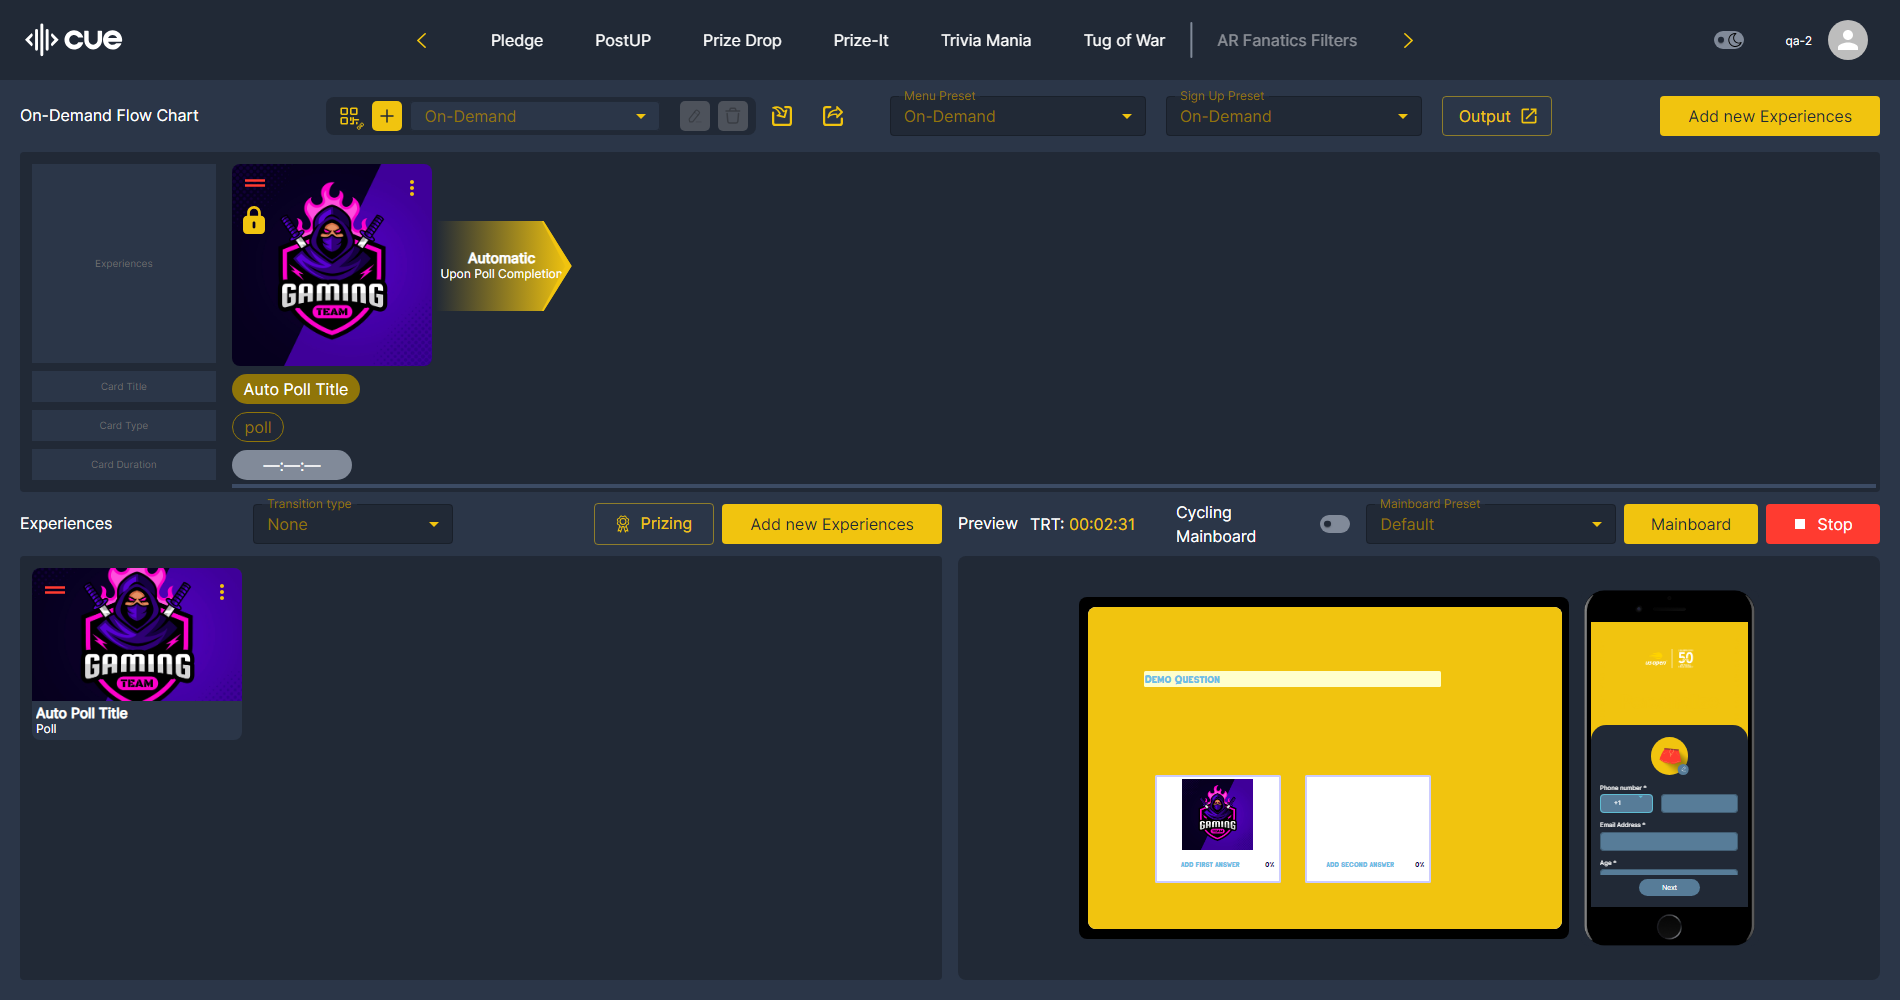 cue
Pledge
PostUP
Prize Drop
Prize-It
Trivia Mania
Tug of War
AR Fanatics Filters
qa-2
On-Demand Flow Chart
On-Demand
Menu Preset
On-Demand
Sign Up Preset
On-Demand
Output
Add new Experiences
Experiences
GAMING
TEAM
Automatic
Upon Poll Completion
Card Title
Auto Poll Title
Card Type
poll
Card Duration
—:—:—
Experiences
Transition type
None
Prizing
Add new Experiences
Preview
TRT: 00:02:31
Cycling
Mainboard
Mainboard Preset
Default
Mainboard
Stop
GAMING
TEAM
Auto Poll Title
Poll
Demo Question
GAMING
TEAM
ADD FIRST ANSWER
0%
ADD SECOND ANSWER
0%
50
Phone number *
+1
Email Address *
Age *
Next